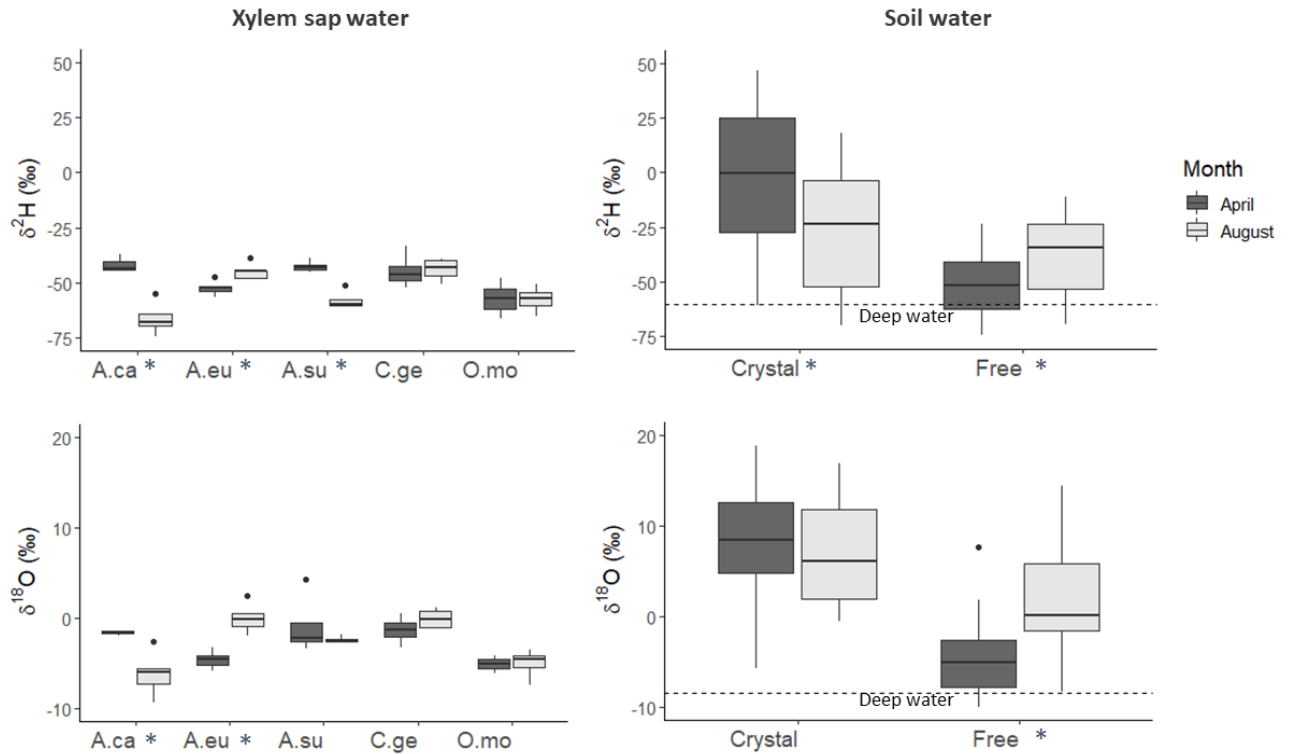 Xylem sap water
Soil water
δ²H (‰)
50
25
0
-25
-50
-75
A.ca * A.eu * A.su * C.ge O.mo
δ²H (‰)
50
25
0
-25
-50
-75
Deep water
Crystal * Free *
Month
April
August
δ¹⁸O (‰)
20
10
0
-10
A.ca * A.eu * A.su C.ge O.mo
δ¹⁸O (‰)
20
10
0
-10
Deep water
Crystal Free *